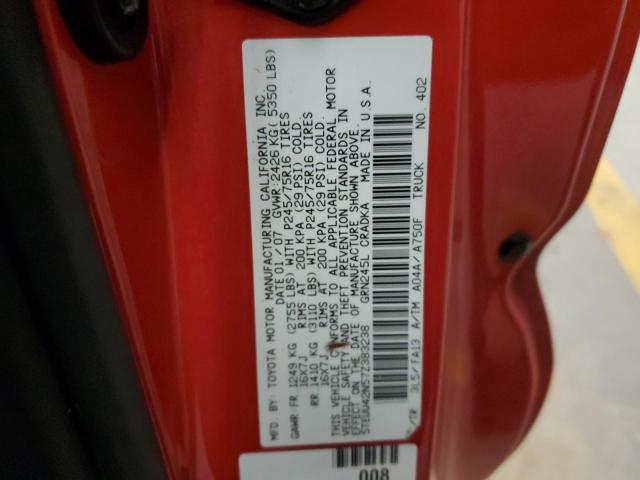 MFD. BY: TOYOTA MOTOR MANUFACTURING CALIFORNIA INC.
DATE 01 / 07 GVWR: 2426 KG( 5350 LBS)
GAWR FR. 1249 KG (2755 LBS) WITH P245/75R16 TIRES
16X7J RIMS AT 200 KPA (29 PSI) COLD.
RR. 1410 KG (3110 LBS) WITH P245/75R16 TIRES
16X7J RIMS AT 200 KPA (29 PSI) COLD.
THIS VEHICLE CONFORMS TO ALL APPLICABLE FEDERAL MOTOR
VEHICLE SAFETY AND THEFT PREVENTION STANDARDS IN
EFFECT ON THE DATE OF MANUFACTURE SHOWN ABOVE.
5TEUU42N57Z383238 GRN245L CRADKA MADE IN U.S.A.
/TR 3L5/ FA13 A/TM A04A/ A750F TRUCK NO. 402
008